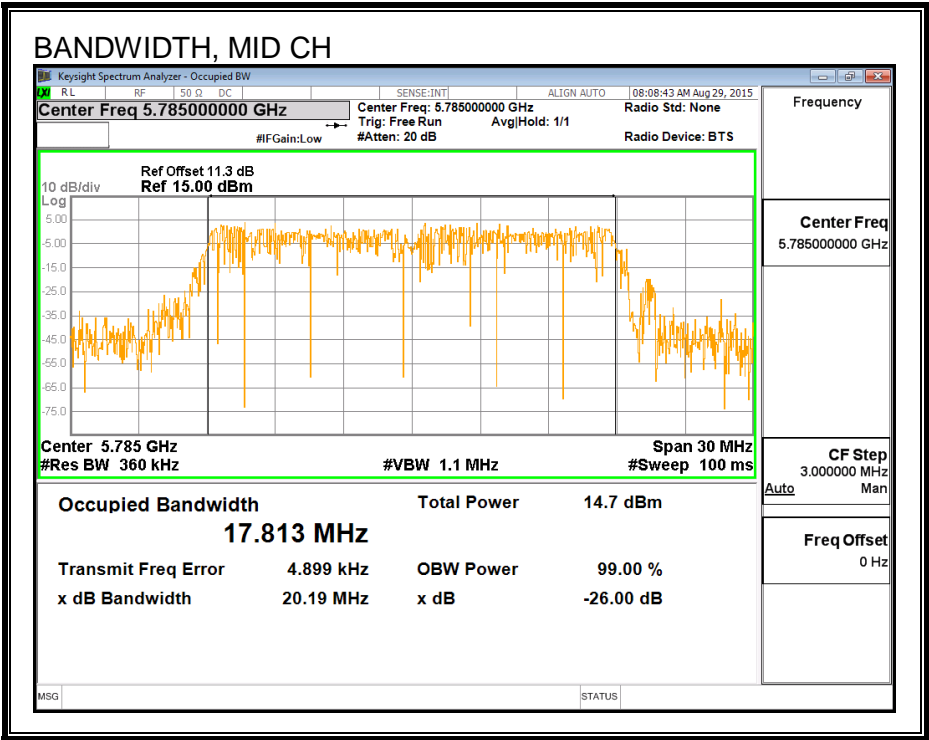 BANDWIDTH, MID CH
Keysight Spectrum Analyzer - Occupied BW
LXI RL RF 50 Ω DC SENSE:INT ALIGN AUTO 08:08:43 AM Aug 29, 2015
Center Freq 5.785000000 GHz
Center Freq: 5.785000000 GHz
Radio Std: None
Trig: Free Run Avg|Hold: 1/1
#IFGain:Low
#Atten: 20 dB
Radio Device: BTS
Ref Offset 11.3 dB
10 dB/div Ref 15.00 dBm
Log
5.00
-5.00
-15.0
-25.0
-35.0
-45.0
-55.0
-65.0
-75.0
Center 5.785 GHz Span 30 MHz
#Res BW 360 kHz #VBW 1.1 MHz #Sweep 100 ms
Occupied Bandwidth Total Power 14.7 dBm
17.813 MHz
Transmit Freq Error 4.899 kHz OBW Power 99.00 %
x dB Bandwidth 20.19 MHz x dB -26.00 dB
MSG STATUS
Frequency
Center Freq
5.785000000 GHz
CF Step
3.000000 MHz
Auto Man
Freq Offset
0 Hz